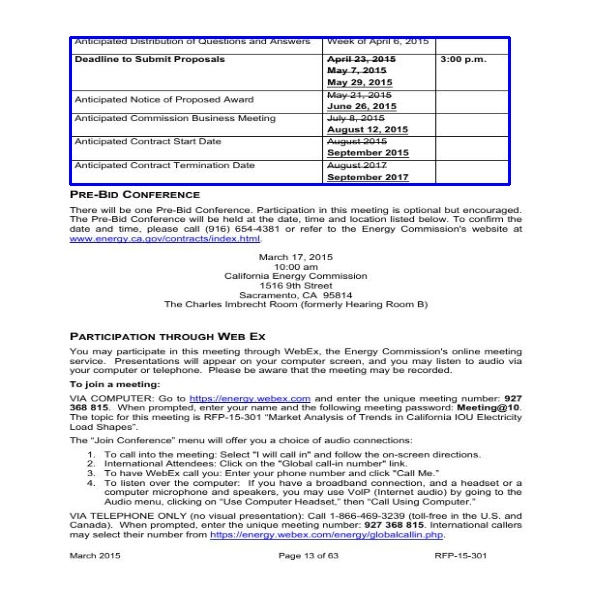 Anticipated Distribution of Questions and Answers Week of April 6, 2015
Deadline to Submit Proposals April 23, 2015 3:00 p.m.
May 7, 2015
May 29, 2015
Anticipated Notice of Proposed Award May 21, 2015
June 26, 2015
Anticipated Commission Business Meeting July 8, 2015
August 12, 2015
Anticipated Contract Start Date August 2015
September 2015
Anticipated Contract Termination Date August 2017
September 2017
PRE-BID CONFERENCE
There will be one Pre-Bid Conference. Participation in this meeting is optional but encouraged.
The Pre-Bid Conference will be held at the date, time and location listed below. To confirm the
date and time, please call (916) 654-4381 or refer to the Energy Commission's website at
www.energy.ca.gov/contracts/index.html.
March 17, 2015
10:00 am
California Energy Commission
1516 9th Street
Sacramento, CA 95814
The Charles Imbrecht Room (formerly Hearing Room B)
PARTICIPATION THROUGH WEB EX
You may participate in this meeting through WebEx, the Energy Commission's online meeting
service. Presentations will appear on your computer screen, and you may listen to audio via
your computer or telephone. Please be aware that the meeting may be recorded.
To join a meeting:
VIA COMPUTER: Go to https://energy.webex.com and enter the unique meeting number: 927
368 815. When prompted, enter your name and the following meeting password: Meeting@10.
The topic for this meeting is RFP-15-301 “Market Analysis of Trends in California IOU Electricity
Load Shapes”.
The “Join Conference” menu will offer you a choice of audio connections:
1. To call into the meeting: Select "I will call in" and follow the on-screen directions.
2. International Attendees: Click on the "Global call-in number" link.
3. To have WebEx call you: Enter your phone number and click "Call Me.”
4. To listen over the computer: If you have a broadband connection, and a headset or a
computer microphone and speakers, you may use VoIP (Internet audio) by going to the
Audio menu, clicking on “Use Computer Headset,” then “Call Using Computer.”
VIA TELEPHONE ONLY (no visual presentation): Call 1-866-469-3239 (toll-free in the U.S. and
Canada). When prompted, enter the unique meeting number: 927 368 815. International callers
may select their number from https://energy.webex.com/energy/globalcallin.php.
March 2015 Page 13 of 63 RFP-15-301